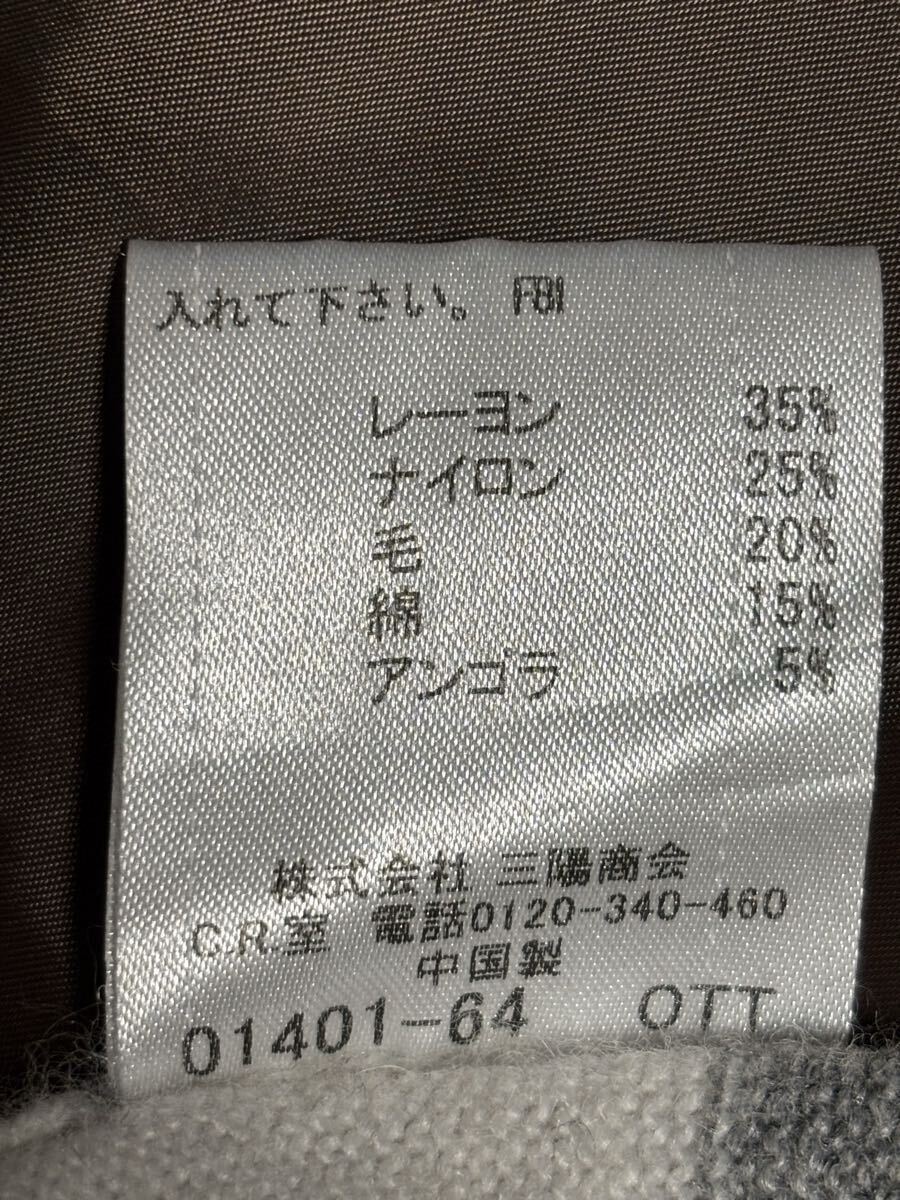 入れて下さい。 FBI
レーヨン 35%
ナイロン 25%
毛 20%
綿 15%
アンゴラ 5%
株式会社 三陽商会
C.R.室 電話0120-340-460
中国製
01401-64 OTT